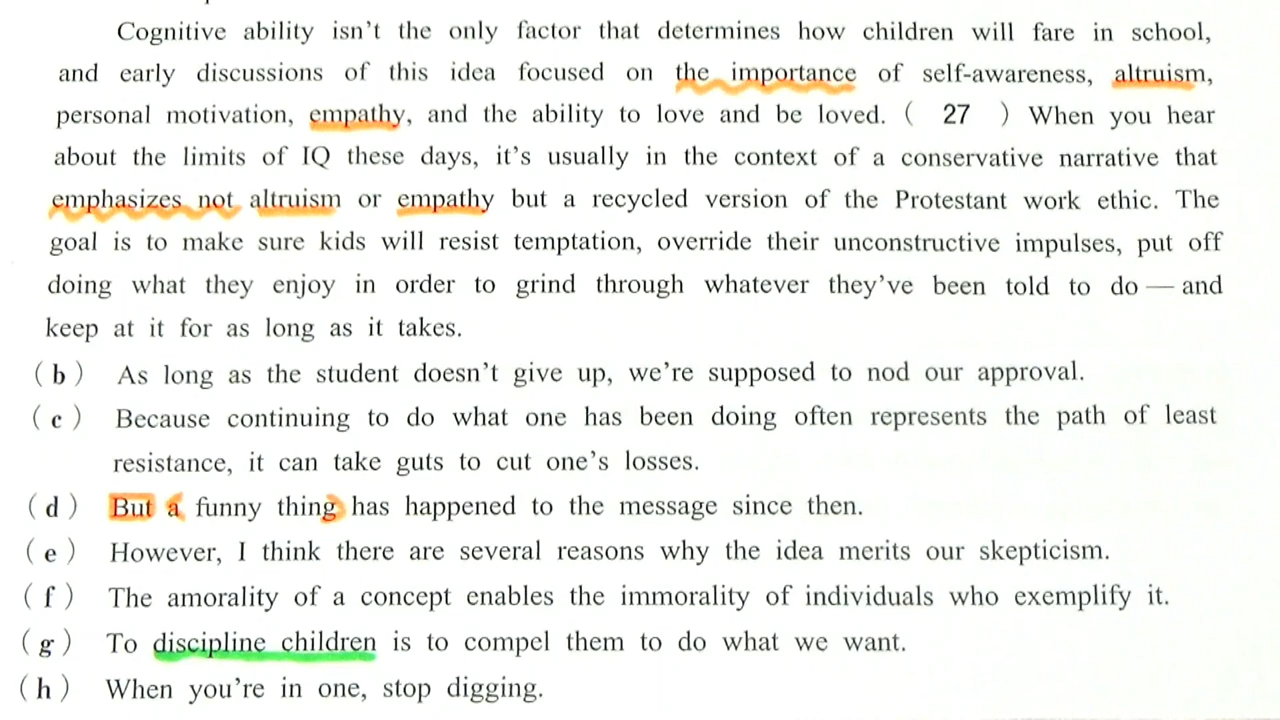 Cognitive ability isn't the only factor that determines how children will fare in school,
and early discussions of this idea focused on the importance of self-awareness, altruism,
personal motivation, empathy, and the ability to love and be loved. ( 27 ) When you hear
about the limits of IQ these days, it's usually in the context of a conservative narrative that
emphasizes not altruism or empathy but a recycled version of the Protestant work ethic. The
goal is to make sure kids will resist temptation, override their unconstructive impulses, put off
doing what they enjoy in order to grind through whatever they've been told to do — and
keep at it for as long as it takes.
( b ) As long as the student doesn't give up, we're supposed to nod our approval.
( c ) Because continuing to do what one has been doing often represents the path of least
resistance, it can take guts to cut one's losses.
( d ) But a funny thing has happened to the message since then.
( e ) However, I think there are several reasons why the idea merits our skepticism.
( f ) The amorality of a concept enables the immorality of individuals who exemplify it.
( g ) To discipline children is to compel them to do what we want.
( h ) When you're in one, stop digging.